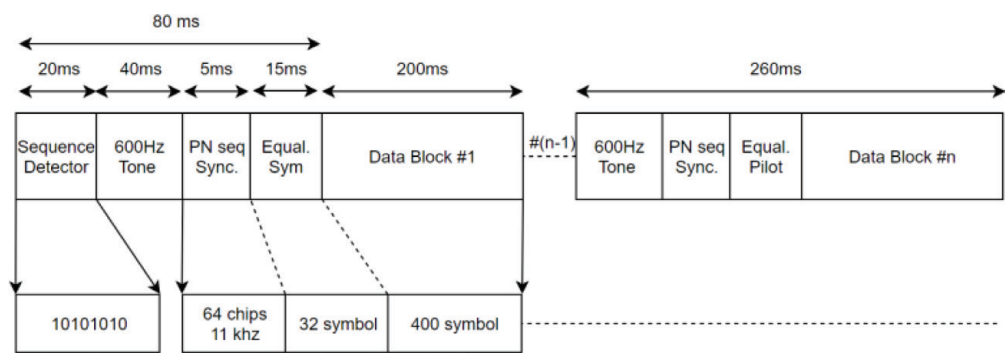 80 ms
20ms 40ms 5ms 15ms 200ms 260ms
Sequence Detector
600Hz Tone
PN seq Sync.
Equal. Sym
Data Block #1
#(n-1)
600Hz Tone
PN seq Sync.
Equal. Pilot
Data Block #n
10101010
64 chips 11 khz
32 symbol
400 symbol